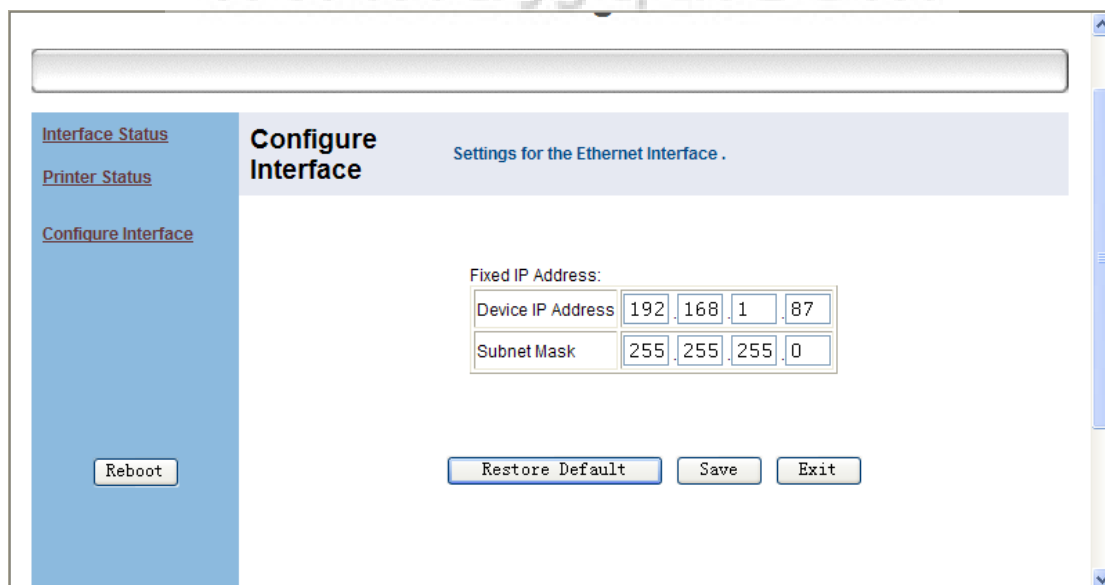 Interface Status
Printer Status
Configure Interface
Configure
Interface
Settings for the Ethernet Interface .
Fixed IP Address:
Device IP Address 192 . 168 . 1 . 87
Subnet Mask 255 . 255 . 255 . 0
Reboot
Restore Default Save Exit